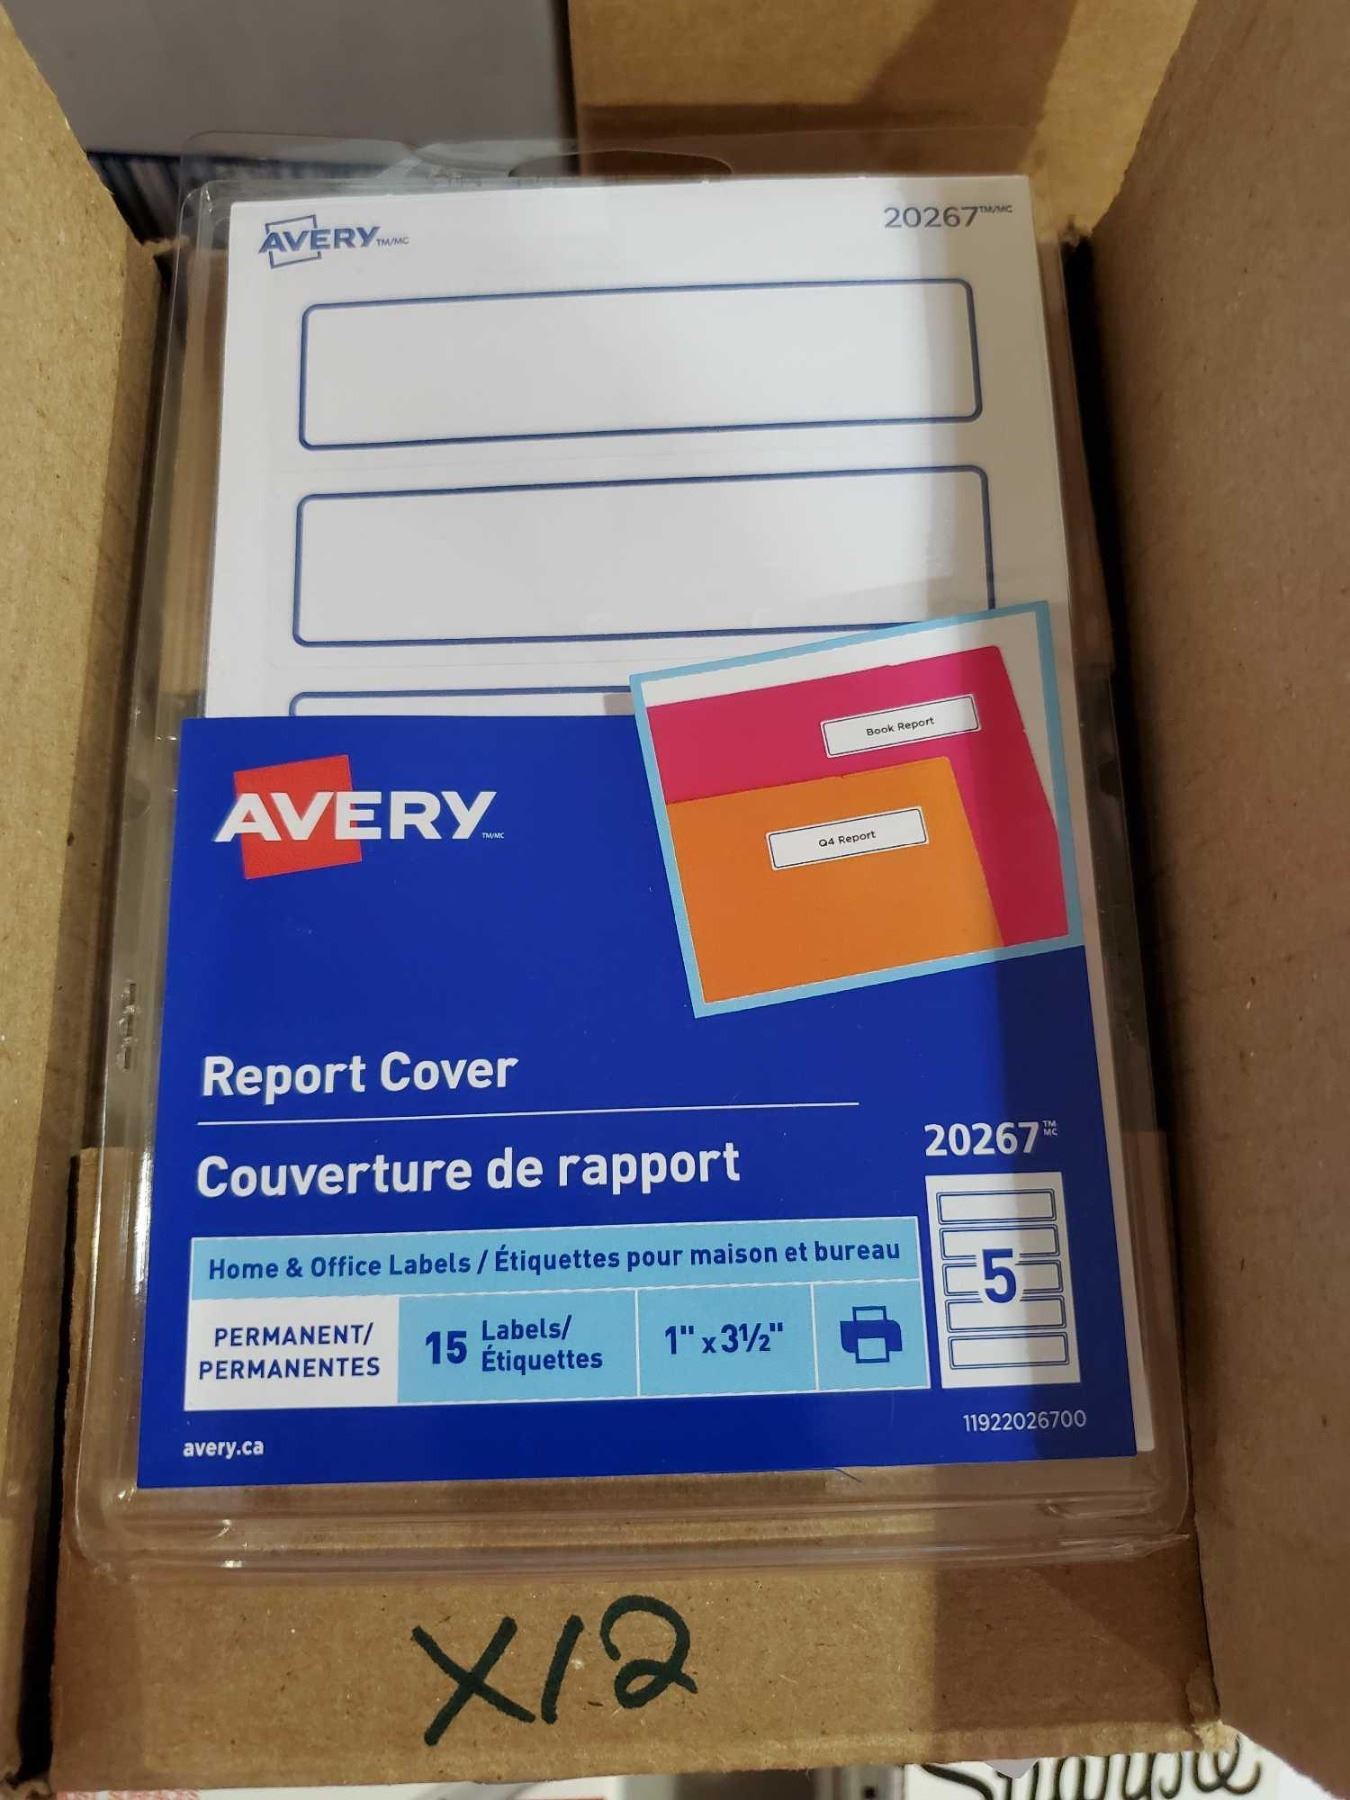 AVERY TM/MC
20267 TM/MC
Book Report
Q4 Report
AVERY TM/MC
Report Cover
Couverture de rapport
20267 TM MC
Home & Office Labels / Étiquettes pour maison et bureau
5
PERMANENT/
PERMANENTES
15 Labels/
Étiquettes
1" x 3½"
11922026700
avery.ca
X12
Sharpie